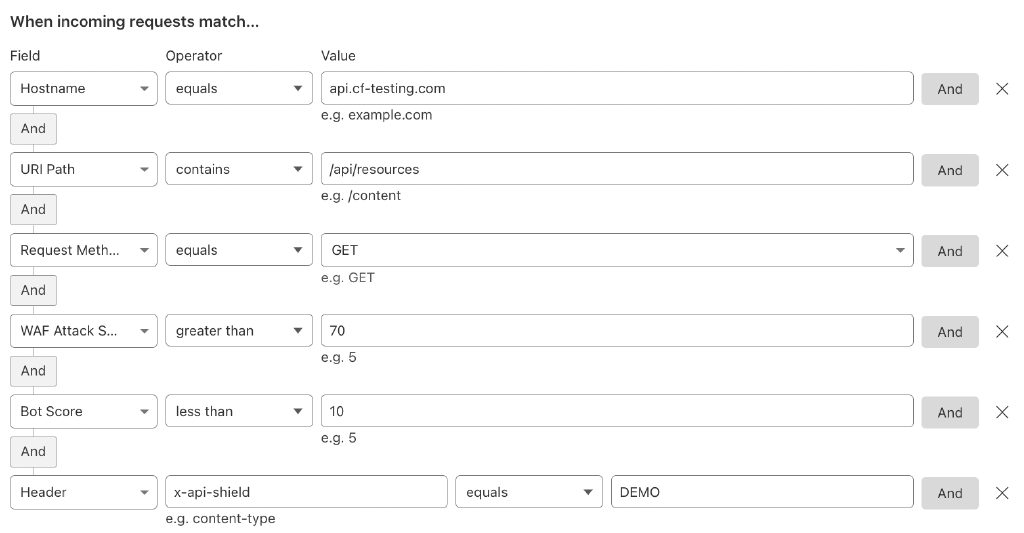 When incoming requests match...
Field Operator Value
Hostname equals api.cf-testing.com And
e.g. example.com
And
URI Path contains /api/resources And
e.g. /content
And
Request Meth... equals GET And
e.g. GET
And
WAF Attack S... greater than 70 And
e.g. 5
And
Bot Score less than 10 And
e.g. 5
And
Header x-api-shield equals DEMO And
e.g. content-type